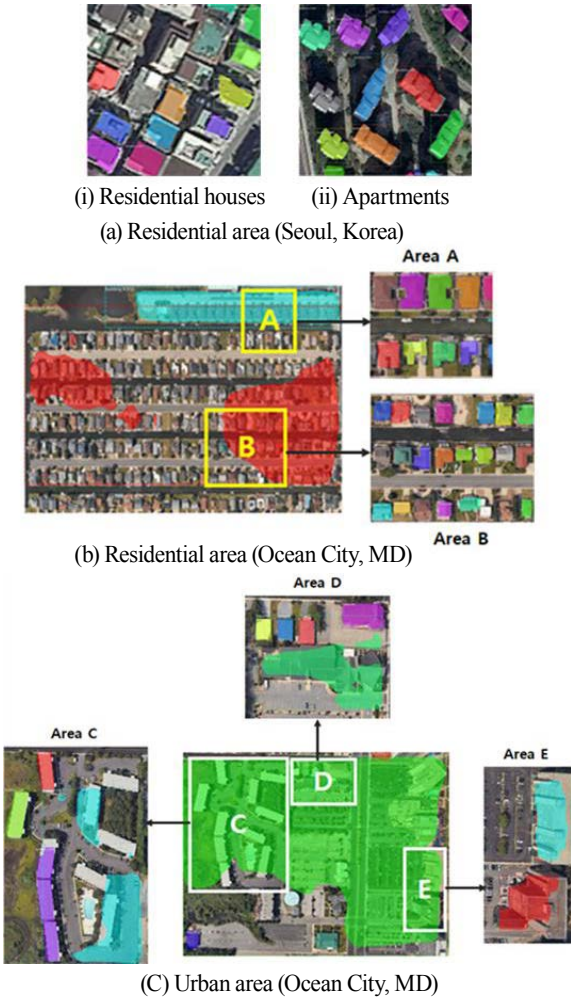 (i) Residential houses
(ii) Apartments
(a) Residential area (Seoul, Korea)
Area A
A
B
Area B
(b) Residential area (Ocean City, MD)
Area D
Area C
Area E
D
C
E
(C) Urban area (Ocean City, MD)